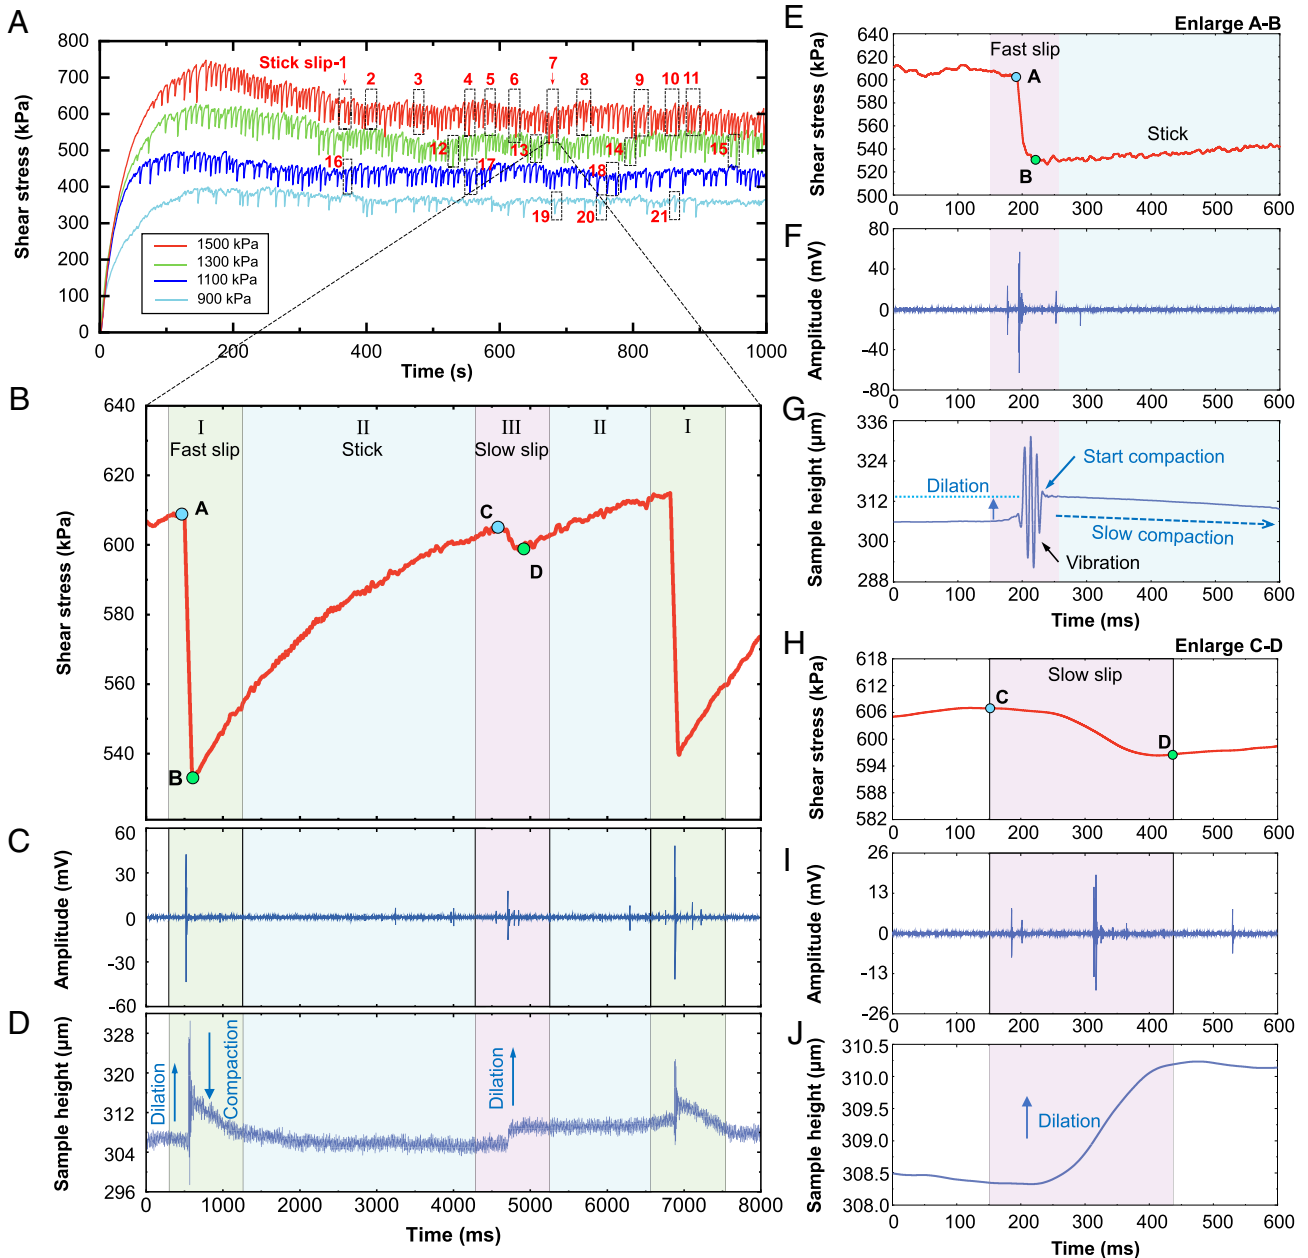 A
Shear stress (kPa)
800
700
600
500
400
300
200
100
0
Stick slip-1
2
3
4
5
6
7
8
9
10
11
12
13
14
15
16
17
18
19
20
21
1500 kPa
1300 kPa
1100 kPa
900 kPa
0 200 400 600 800 1000
Time (s)
B
Shear stress (kPa)
640
620
600
580
560
540
I II III II I
Fast slip Stick Slow slip
A
B
C
D
C
Amplitude (mV)
60
30
0
-30
-60
D
Sample height (μm)
328
320
312
304
296
Dilation
Compaction
Dilation
0 1000 2000 3000 4000 5000 6000 7000 8000
Time (ms)
E
Enlarge A-B
Shear stress (kPa)
640
620
600
580
560
540
520
500
Fast slip
A
B
Stick
0 100 200 300 400 500 600
F
Amplitude (mV)
80
40
0
-40
-80
0 100 200 300 400 500 600
G
Sample height (μm)
336
324
312
300
288
Dilation
Start compaction
Slow compaction
Vibration
0 100 200 300 400 500 600
Time (ms)
H
Enlarge C-D
Shear stress (kPa)
618
612
606
600
594
588
582
Slow slip
C
D
0 100 200 300 400 500 600
I
Amplitude (mV)
26
13
0
-13
-26
0 100 200 300 400 500 600
J
Sample height (μm)
310.5
310.0
309.5
309.0
308.5
308.0
Dilation
0 100 200 300 400 500 600
Time (ms)